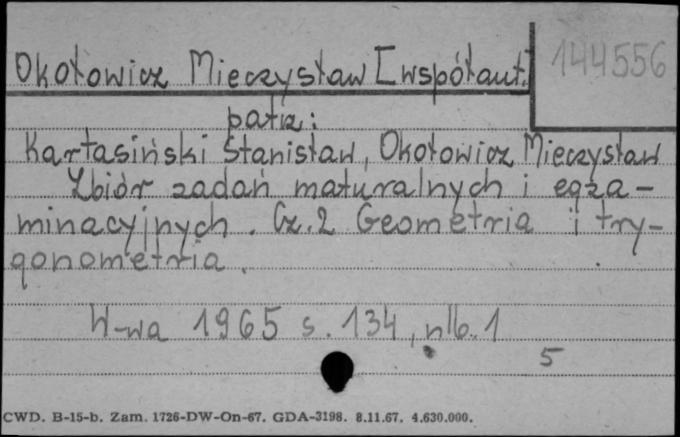 Okołowicz Mieczysław [współaut.] 144556
patrz:
Kartasiński Stanisław, Okołowicz Mieczysław
Zbiór zadań maturalnych i egza-
minacyjnych. Cz. 2 Geometria i try-
gonometria.
W-wa 1965 s. 134, nlb. 1
5
CWD. B-15-b. Zam. 1726-DW-On-67. GDA-3198. 8.11.67. 4.630.000.